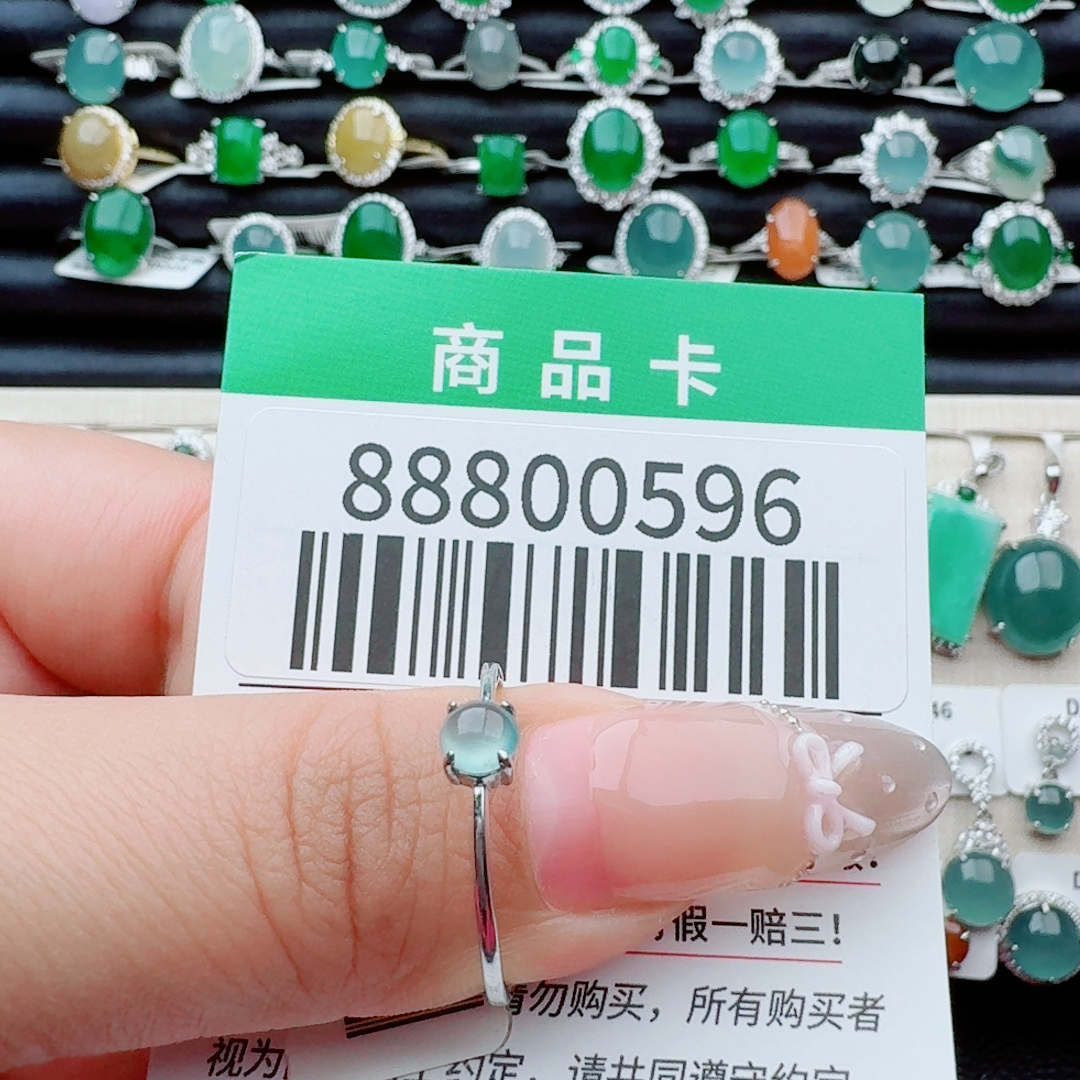 商品卡
88800596
假一赔三!
勿购买，所有购买者
视为
约定，请共同遵守约定
46
D
D